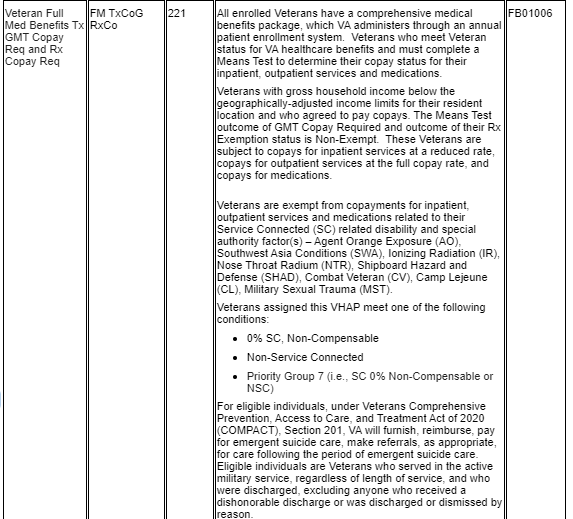 Veteran Full
Med Benefits Tx
GMT Copay
Req and Rx
Copay Req
FM TxCoG
RxCo
221
All enrolled Veterans have a comprehensive medical
benefits package, which VA administers through an annual
patient enrollment system.  Veterans who meet Veteran
status for VA healthcare benefits and must complete a
Means Test to determine their copay status for their
inpatient, outpatient services and medications.
Veterans with gross household income below the
geographically-adjusted income limits for their resident
location and who agreed to pay copays. The Means Test
outcome of GMT Copay Required and outcome of their Rx
Exemption status is Non-Exempt.  These Veterans are
subject to copays for inpatient services at a reduced rate,
copays for outpatient services at the full copay rate, and
copays for medications.
Veterans are exempt from copayments for inpatient,
outpatient services and medications related to their
Service Connected (SC) related disability and special
authority factor(s) – Agent Orange Exposure (AO),
Southwest Asia Conditions (SWA), Ionizing Radiation (IR),
Nose Throat Radium (NTR), Shipboard Hazard and
Defense (SHAD), Combat Veteran (CV), Camp Lejeune
(CL), Military Sexual Trauma (MST).
Veterans assigned this VHAP meet one of the following
conditions:
• 0% SC, Non-Compensable
• Non-Service Connected
• Priority Group 7 (i.e., SC 0% Non-Compensable or
NSC)
For eligible individuals, under Veterans Comprehensive
Prevention, Access to Care, and Treatment Act of 2020
(COMPACT), Section 201, VA will furnish, reimburse, pay
for emergent suicide care, make referrals, as appropriate,
for care following the period of emergent suicide care.
Eligible individuals are Veterans who served in the active
military service, regardless of length of service, and who
were discharged, excluding anyone who received a
dishonorable discharge or was discharged or dismissed by
reason.
FB01006